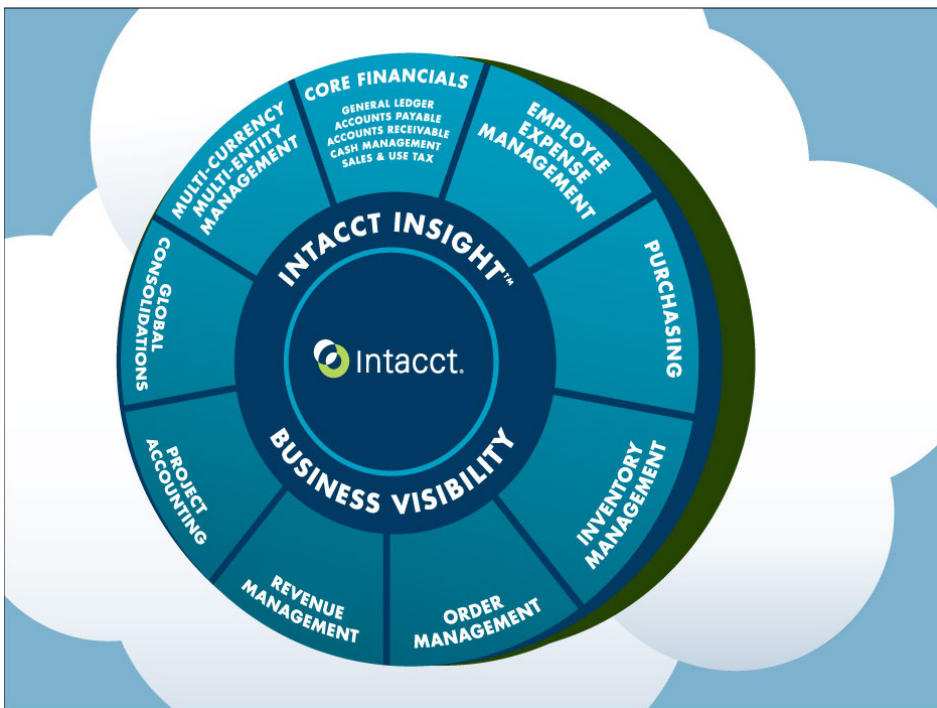 CORE FINANCIALS
GENERAL LEDGER
ACCOUNTS PAYABLE
ACCOUNTS RECEIVABLE
CASH MANAGEMENT
SALES & USE TAX
EMPLOYEE
EXPENSE
MANAGEMENT
PURCHASING
INVENTORY
MANAGEMENT
ORDER
MANAGEMENT
REVENUE
MANAGEMENT
PROJECT
ACCOUNTING
GLOBAL
CONSOLIDATIONS
MULTI-CURRENCY
MULTI-ENTITY
MANAGEMENT
INTACCT INSIGHT™
Intacct.
BUSINESS VISIBILITY